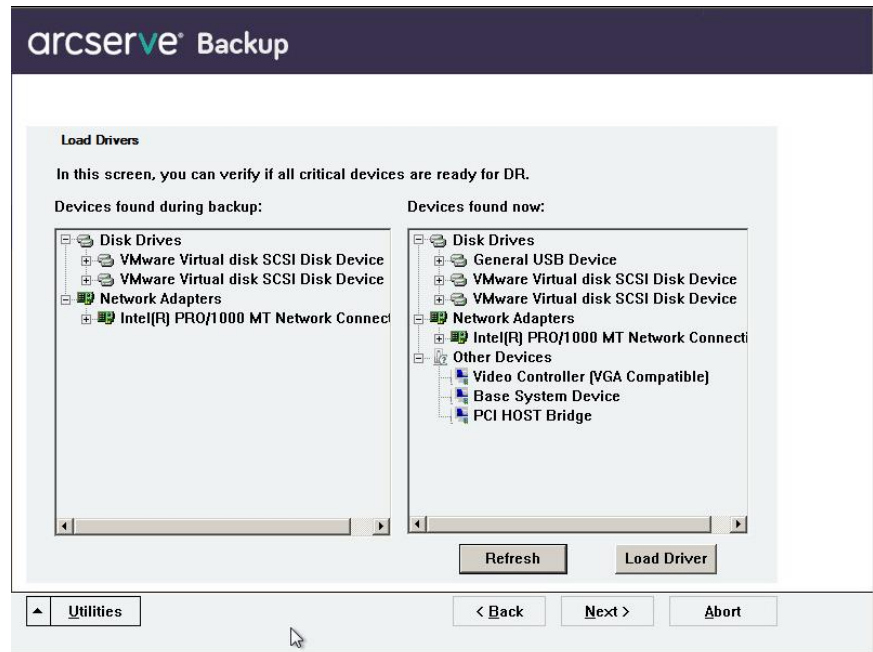 arcserve® Backup
Load Drivers
In this screen, you can verify if all critical devices are ready for DR.
Devices found during backup:
Disk Drives
VMware Virtual disk SCSI Disk Device
VMware Virtual disk SCSI Disk Device
Network Adapters
Intel(R) PRO/1000 MT Network Connect
Devices found now:
Disk Drives
General USB Device
VMware Virtual disk SCSI Disk Device
VMware Virtual disk SCSI Disk Device
Network Adapters
Intel(R) PRO/1000 MT Network Connecti
Other Devices
Video Controller (VGA Compatible)
Base System Device
PCI HOST Bridge
Refresh
Load Driver
Utilities
< Back
Next >
Abort